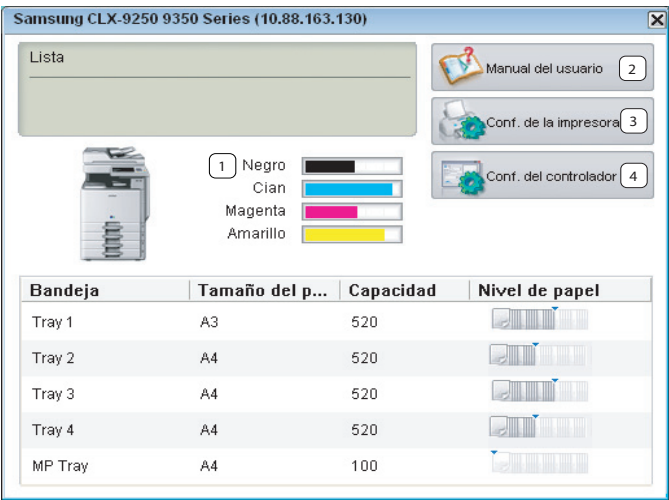 Samsung CLX-9250 9350 Series (10.88.163.130)
Lista
Manual del usuario 2
Conf. de la impresora 3
Conf. del controlador 4
1 Negro
Cian
Magenta
Amarillo
Bandeja Tamaño del p... Capacidad Nivel de papel
Tray 1 A3 520
Tray 2 A4 520
Tray 3 A4 520
Tray 4 A4 520
MP Tray A4 100